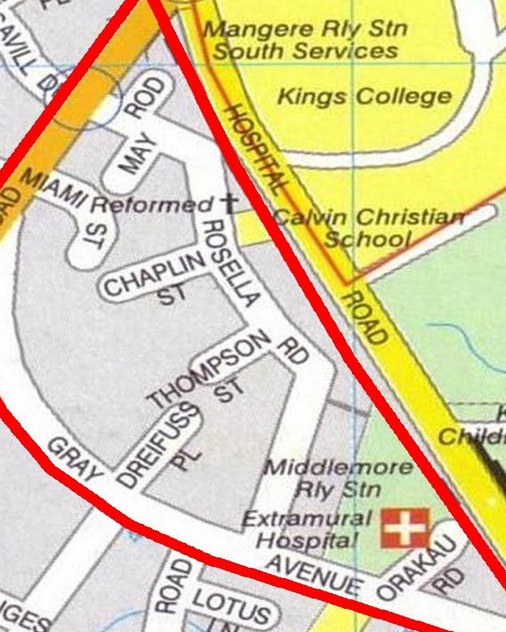 Mangere Rly Stn
South Services
Kings College
HOSPITAL
ROAD
ROD
MAY
MIAMI
ST
Reformed
Calvin Christian
School
CHAPLIN
ST
ROSELLA
RD
THOMPSON
ST
DREIFUSS
PL
GRAY
AVENUE
Middlemore
Rly Stn
Extramural
Hospital
ORAKAU
RD
ROAD
LOTUS
LN